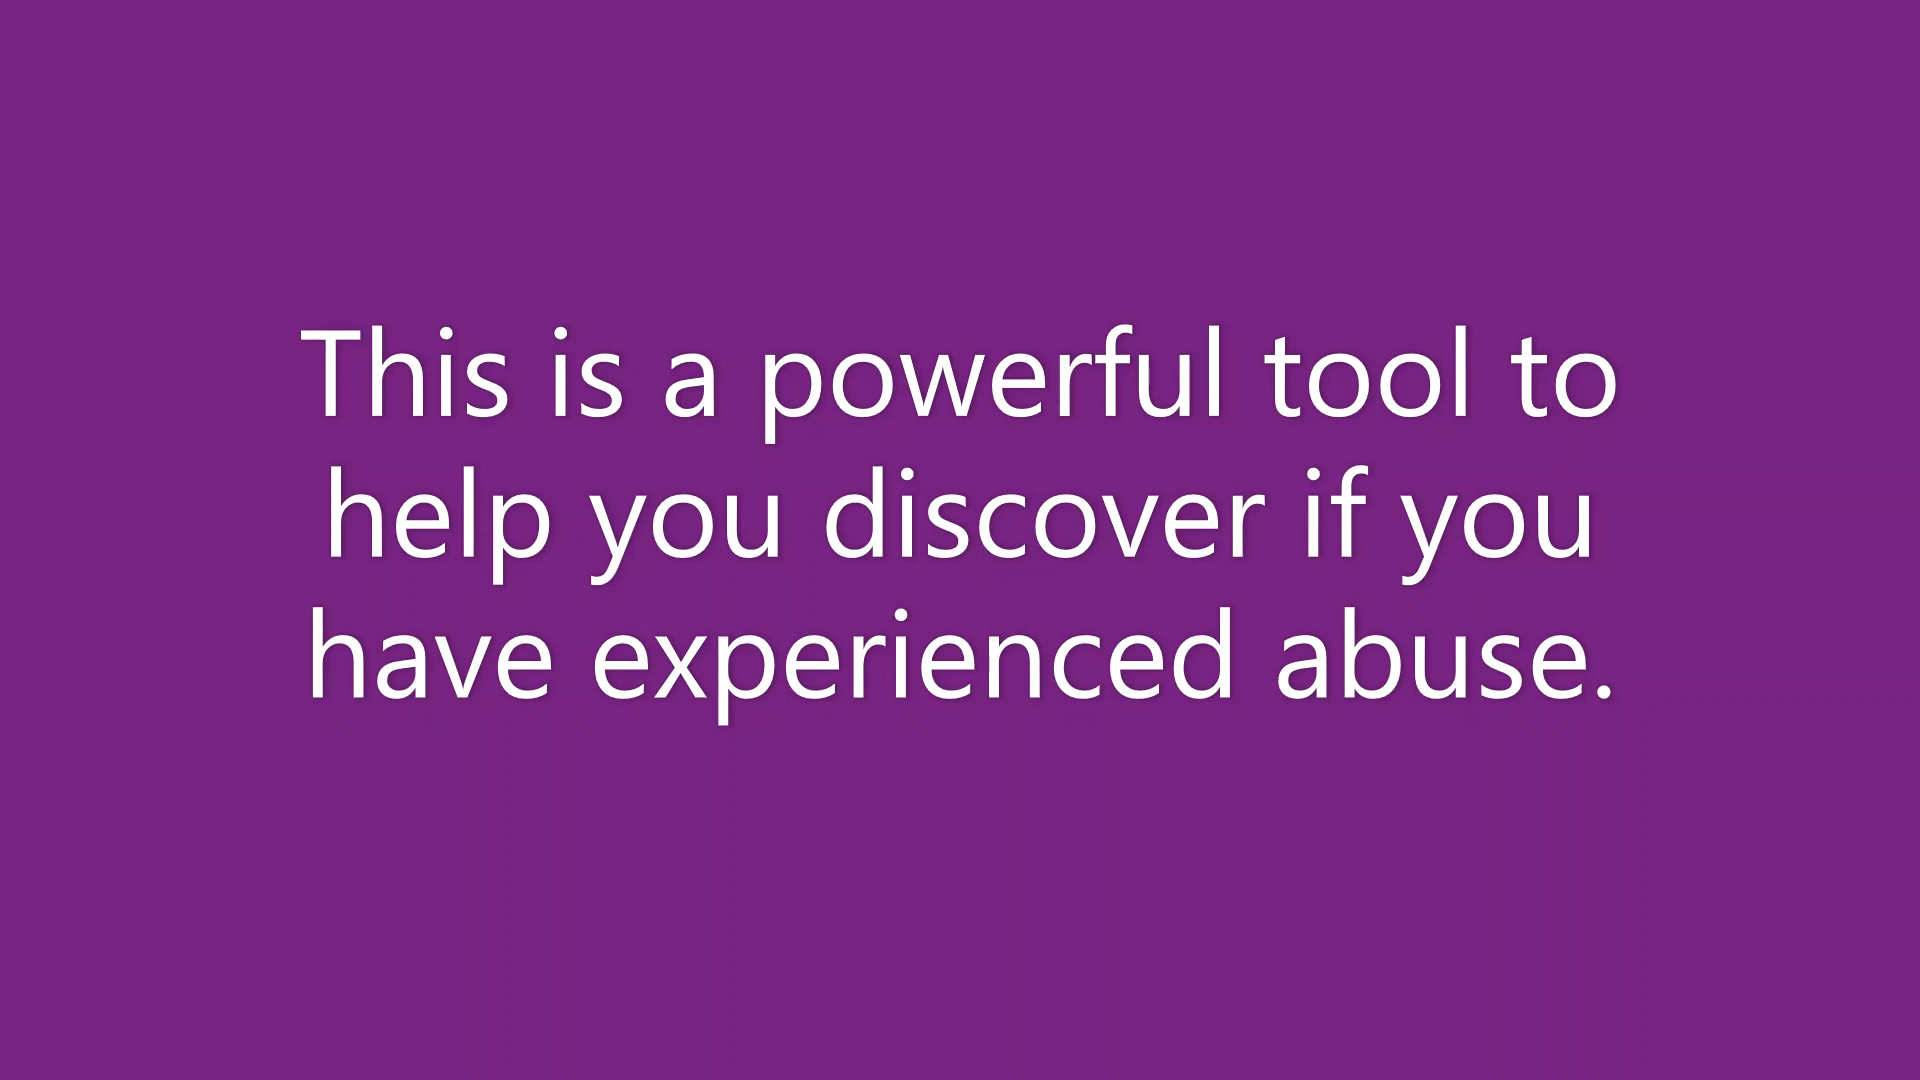 This is a powerful tool to
help you discover if you
have experienced abuse.